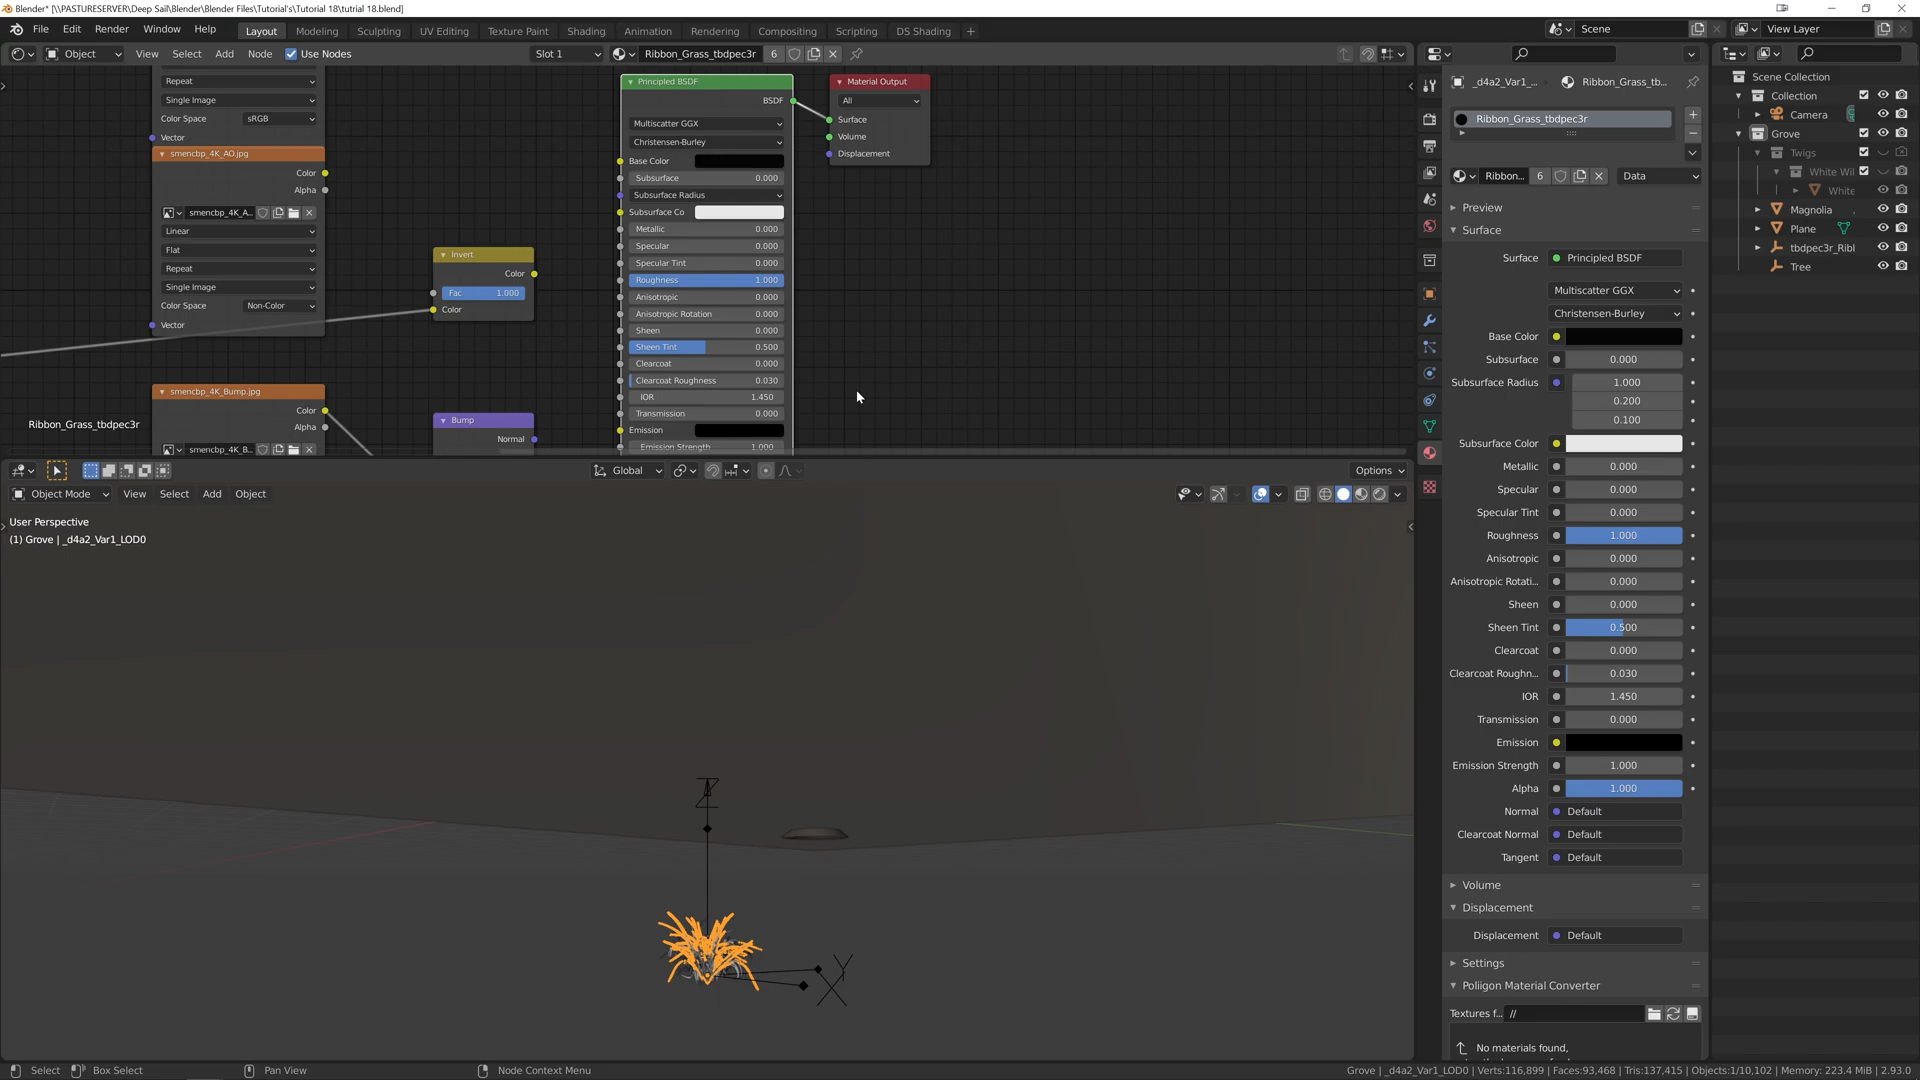 Blender* [\\PASTURESERVER\Deep Sail\Blender\Blender Files\Tutorial's\Tutorial 18\tutrial 18.blend]
File Edit Render Window Help Layout Modeling Sculpting UV Editing Texture Paint Shading Animation Rendering Compositing Scripting DS Shading + Scene View Layer
Object View Select Add Node Use Nodes Slot 1 Ribbon_Grass_tbdpec3r 6
Repeat
Single Image
Color Space sRGB
Vector
smencbp_4K_AO.jpg
Color
Alpha
smencbp_4K_A...
Linear
Flat
Repeat
Single Image
Color Space Non-Color
Vector
smencbp_4K_Bump.jpg
Color
Alpha
smencbp_4K_B...
Ribbon_Grass_tbdpec3r
Invert
Color
Fac 1.000
Color
Bump
Normal
Principled BSDF
BSDF
Multiscatter GGX
Christensen-Burley
Base Color
Subsurface 0.000
Subsurface Radius
Subsurface Co
Metallic 0.000
Specular 0.000
Specular Tint 0.000
Roughness 1.000
Anisotropic 0.000
Anisotropic Rotation 0.000
Sheen 0.000
Sheen Tint 0.500
Clearcoat 0.000
Clearcoat Roughness 0.030
IOR 1.450
Transmission 0.000
Emission
Emission Strength 1.000
Material Output
All
Surface
Volume
Displacement
Global Options
Object Mode View Select Add Object
User Perspective
(1) Grove | _d4a2_Var1_LOD0
Z
Y
X
_d4a2_Var1_... Ribbon_Grass_tb...
Ribbon_Grass_tbdpec3r
Ribbon... 6 Data
Preview
Surface
Surface Principled BSDF
Multiscatter GGX
Christensen-Burley
Base Color
Subsurface 0.000
Subsurface Radius 1.000
0.200
0.100
Subsurface Color
Metallic 0.000
Specular 0.000
Specular Tint 0.000
Roughness 1.000
Anisotropic 0.000
Anisotropic Rotati... 0.000
Sheen 0.000
Sheen Tint 0.500
Clearcoat 0.000
Clearcoat Roughn... 0.030
IOR 1.450
Transmission 0.000
Emission
Emission Strength 1.000
Alpha 1.000
Normal Default
Clearcoat Normal Default
Tangent Default
Volume
Displacement
Displacement Default
Settings
Poliigon Material Converter
Textures f... //
No materials found,
Scene Collection
Collection
Camera
Grove
Twigs
White Wi
White
Magnolia
Plane
tbdpec3r_Ribl
Tree
Select Box Select Pan View Node Context Menu Grove | _d4a2_Var1_LOD0 | Verts:116,899 | Faces:93,468 | Tris:137,415 | Objects:1/10,102 | Memory: 223.4 MiB | 2.93.0